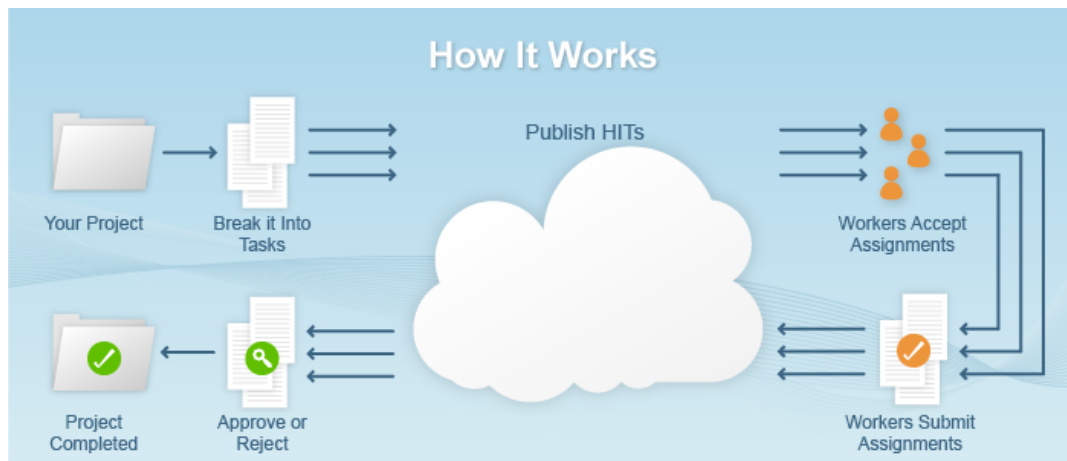 How It Works
Publish HITs
Your Project
Break it Into
Tasks
Workers Accept
Assignments
Project
Completed
Approve or
Reject
Workers Submit
Assignments